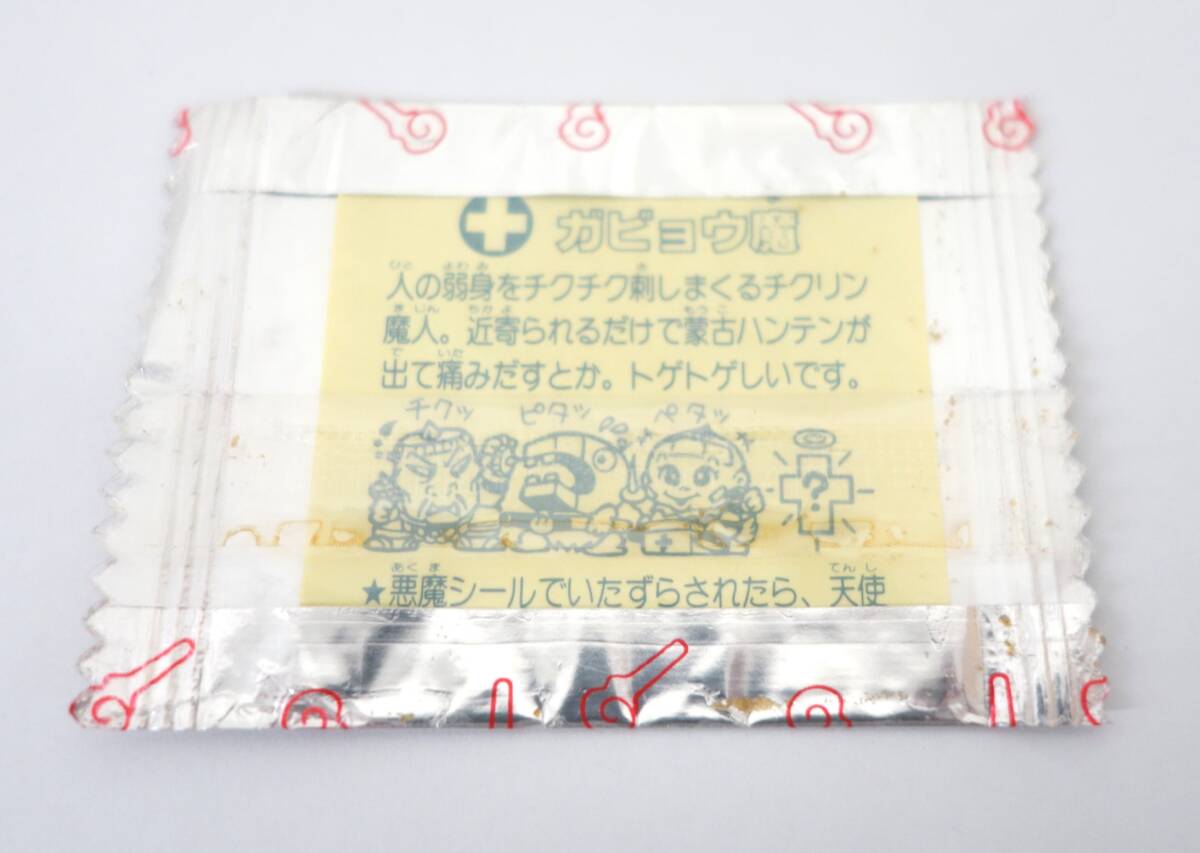 ガビョウ魔
人の弱身をチクチク刺しまくるチクリン
魔人。近寄られるだけで蒙古ハンテンが
出て痛みだすとか。トゲトゲしいです。
チクッ ピタッ ペタッ
?
★悪魔シールでいたずらされたら、天使